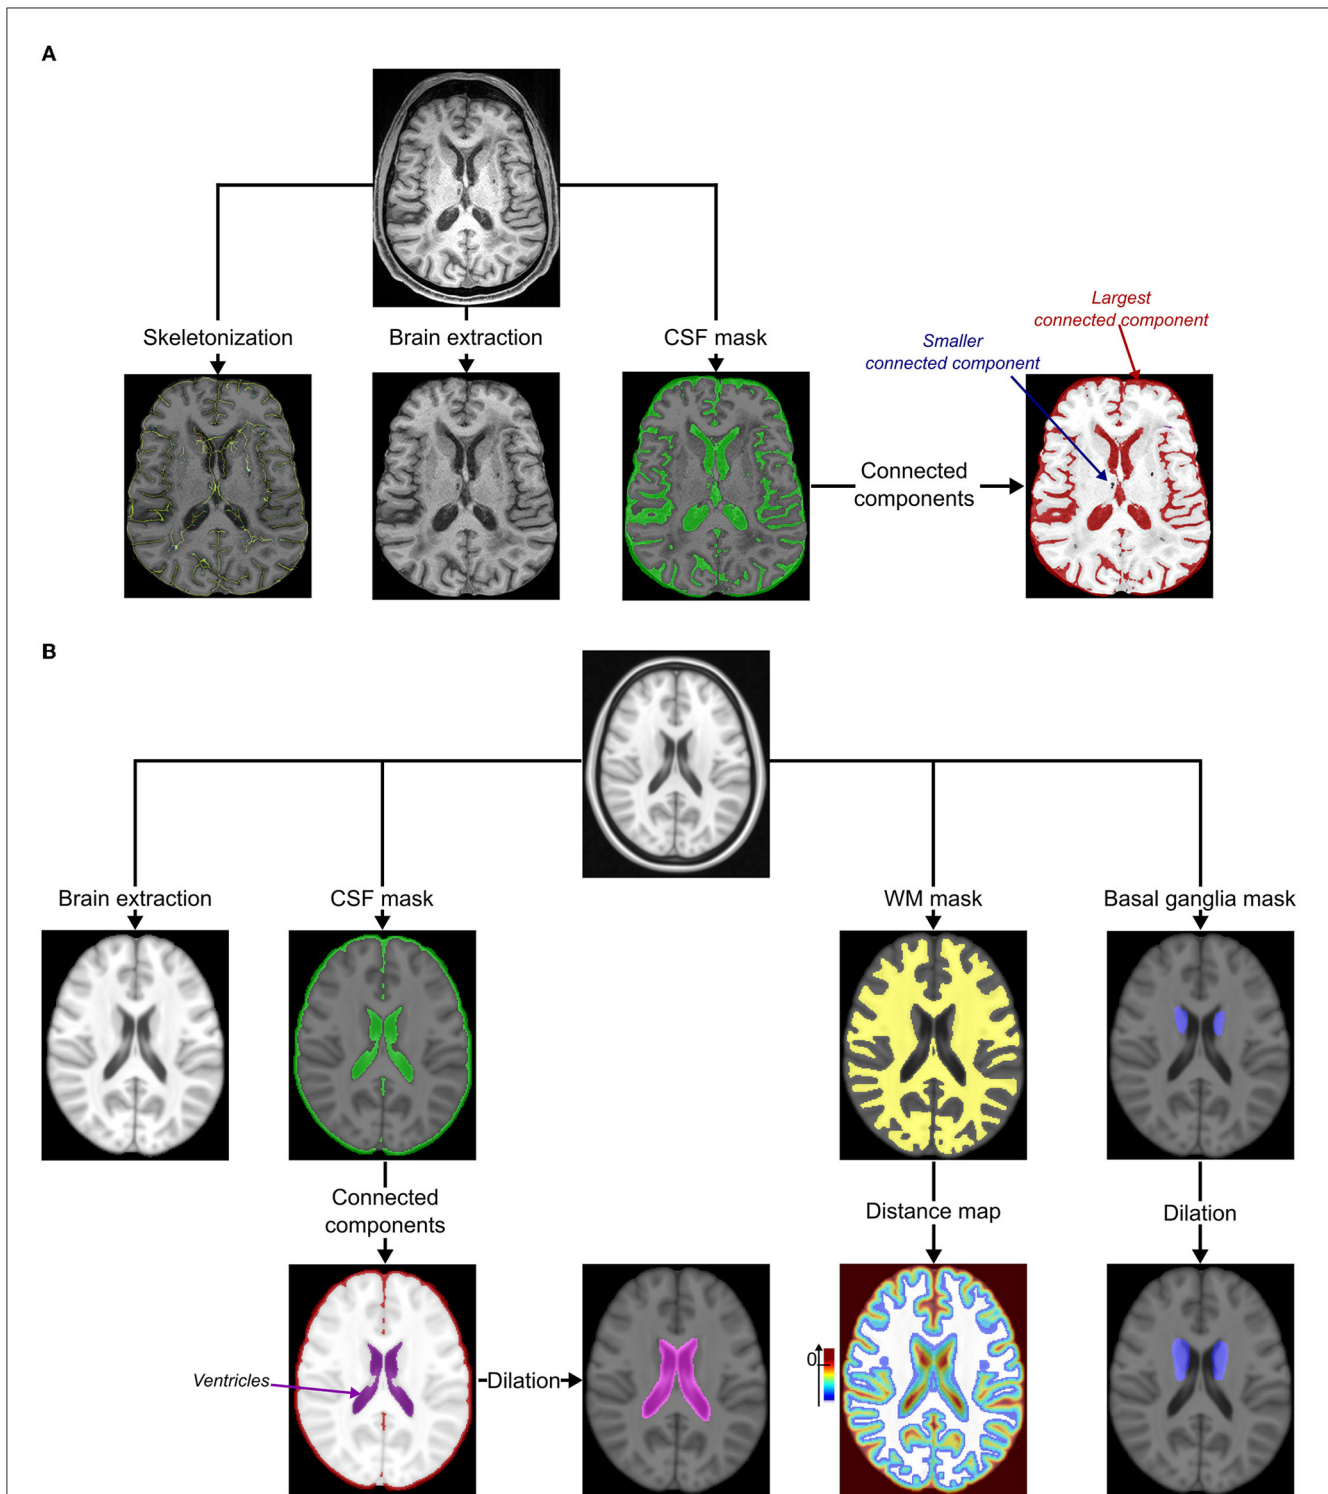 A
Skeletonization
Brain extraction
CSF mask
Largest
connected component
Smaller
connected component
Connected
components
B
Brain extraction
CSF mask
WM mask
Basal ganglia mask
Connected
components
Distance map
Dilation
Ventricles
Dilation
0